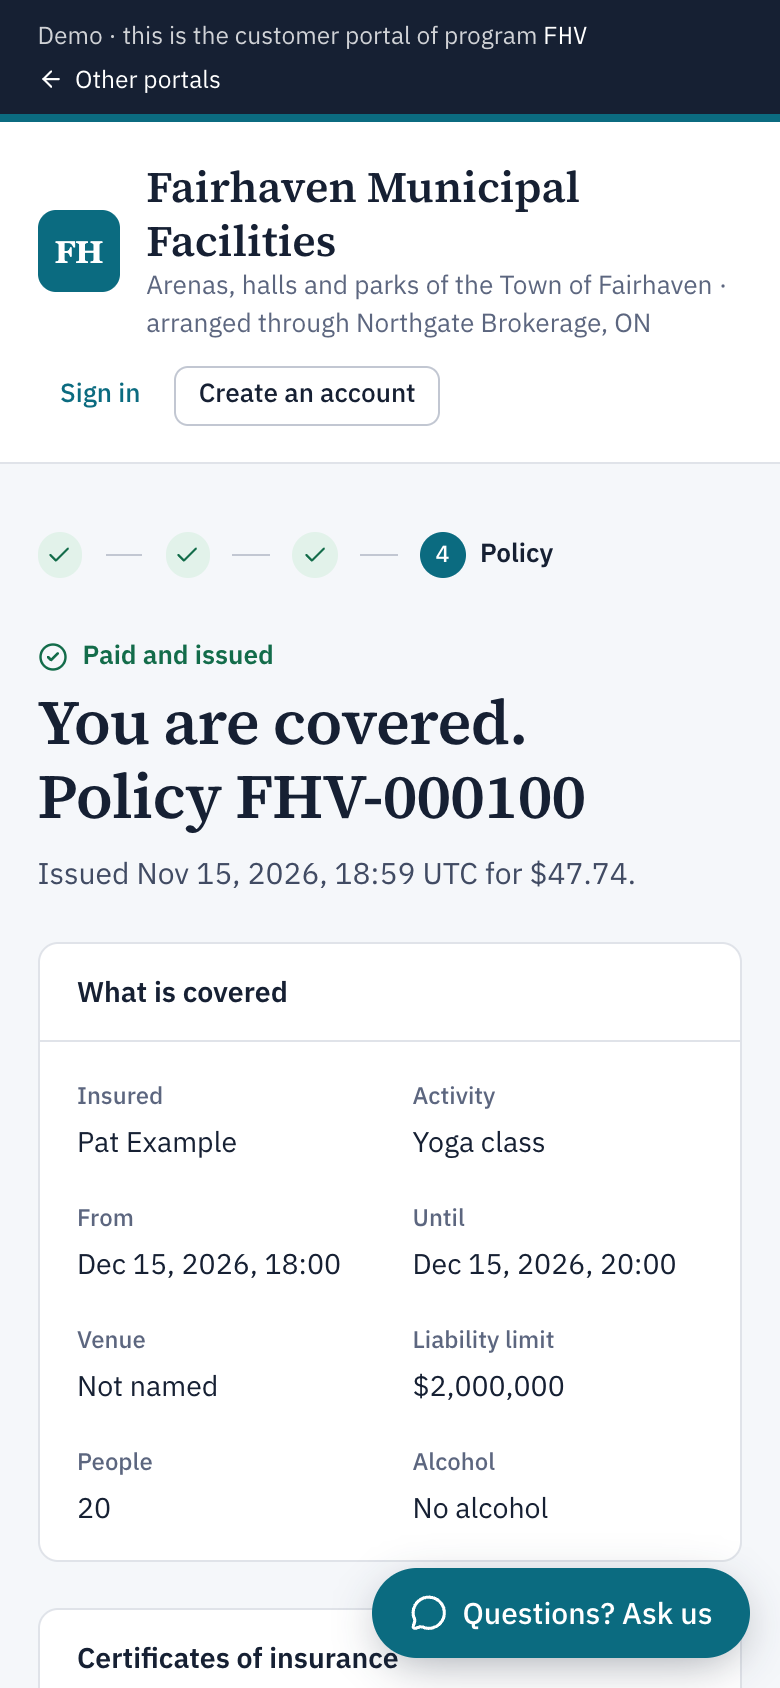 Demo · this is the customer portal of program FHV
← Other portals
FH
Fairhaven Municipal
Facilities
Arenas, halls and parks of the Town of Fairhaven ·
arranged through Northgate Brokerage, ON
Sign in
Create an account
4 Policy
Paid and issued
You are covered.
Policy FHV-000100
Issued Nov 15, 2026, 18:59 UTC for $47.74.
What is covered
Insured
Pat Example
Activity
Yoga class
From
Dec 15, 2026, 18:00
Until
Dec 15, 2026, 20:00
Venue
Not named
Liability limit
$2,000,000
People
20
Alcohol
No alcohol
Questions? Ask us
Certificates of insurance